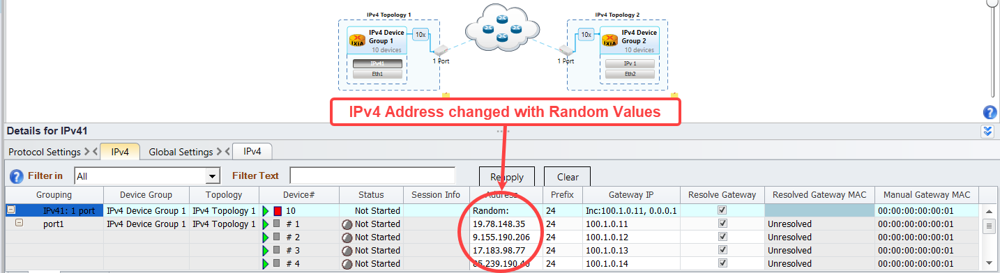 IPv4 Topology 1
IPv4 Topology 2
IPv4 Device
Group 1
10 devices
10x
IXIA
IPv41
Eth1
1 Port
10x
IPv4 Device
Group 2
10 devices
IXIA
IPv 1
Eth2
1 Port
IPv4 Address changed with Random Values
Details for IPv41
Protocol Settings IPv4 Global Settings IPv4
Filter in All Filter Text Reapply Clear
Grouping Device Group Topology Device# Status Session Info Address Prefix Gateway IP Resolve Gateway Resolved Gateway MAC Manual Gateway MAC
IPv41: 1 port IPv4 Device Group 1 IPv4 Topology 1 10 Not Started Random: 24 Inc:100.1.0.11, 0.0.0.1 00:00:00:00:00:01
port1 IPv4 Device Group 1 IPv4 Topology 1 # 1 Not Started 19.78.148.35 24 100.1.0.11 Unresolved 00:00:00:00:00:01
# 2 Not Started 9.155.190.206 24 100.1.0.12 Unresolved 00:00:00:00:00:01
# 3 Not Started 17.183.98.77 24 100.1.0.13 Unresolved 00:00:00:00:00:01
# 4 Not Started 24 100.1.0.14 Unresolved 00:00:00:00:00:01